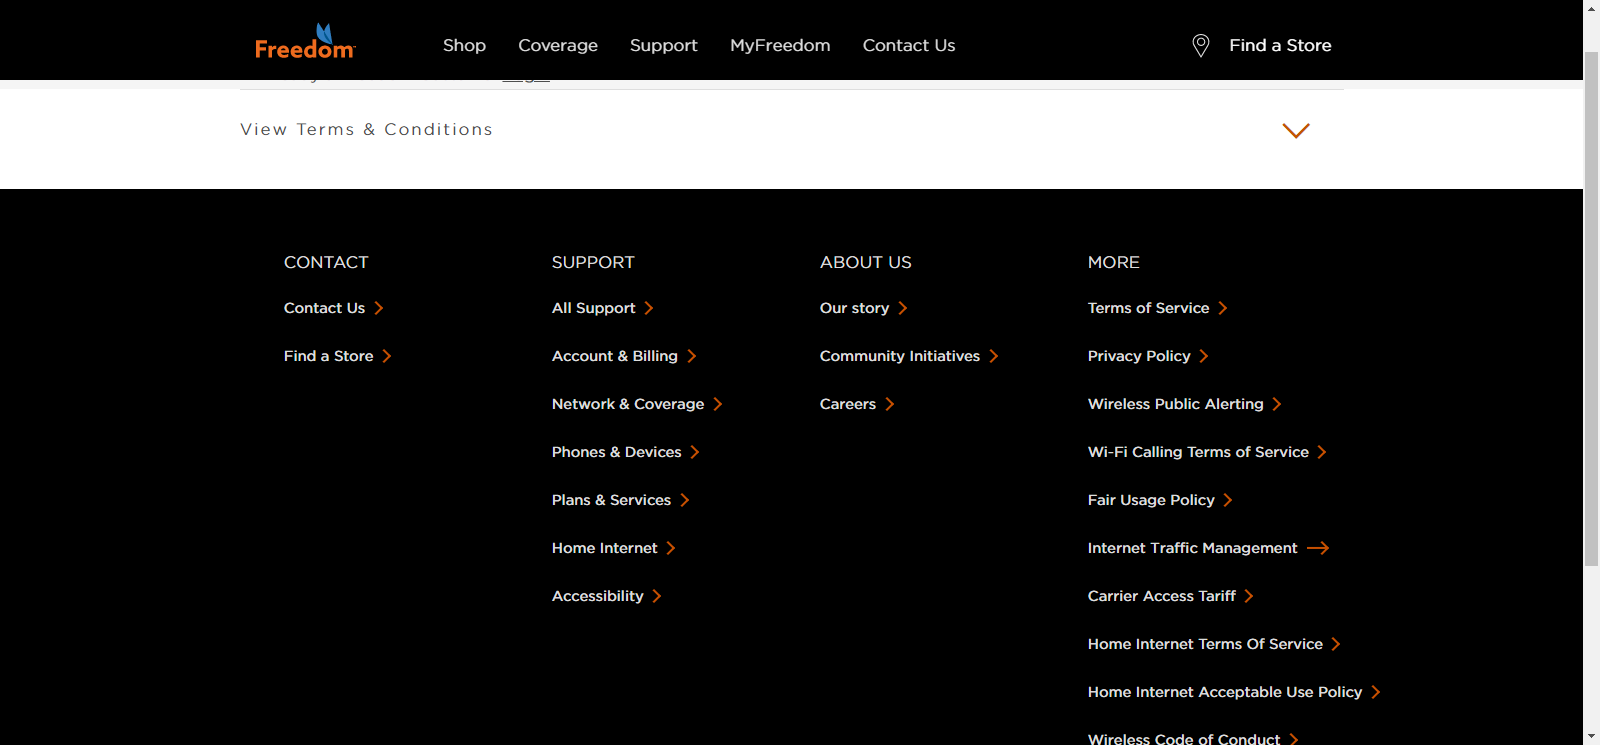 Freedom
Shop Coverage Support MyFreedom Contact Us Find a Store
View Terms & Conditions
CONTACT
Contact Us
Find a Store
SUPPORT
All Support
Account & Billing
Network & Coverage
Phones & Devices
Plans & Services
Home Internet
Accessibility
ABOUT US
Our story
Community Initiatives
Careers
MORE
Terms of Service
Privacy Policy
Wireless Public Alerting
Wi-Fi Calling Terms of Service
Fair Usage Policy
Internet Traffic Management
Carrier Access Tariff
Home Internet Terms Of Service
Home Internet Acceptable Use Policy
Wireless Code of Conduct